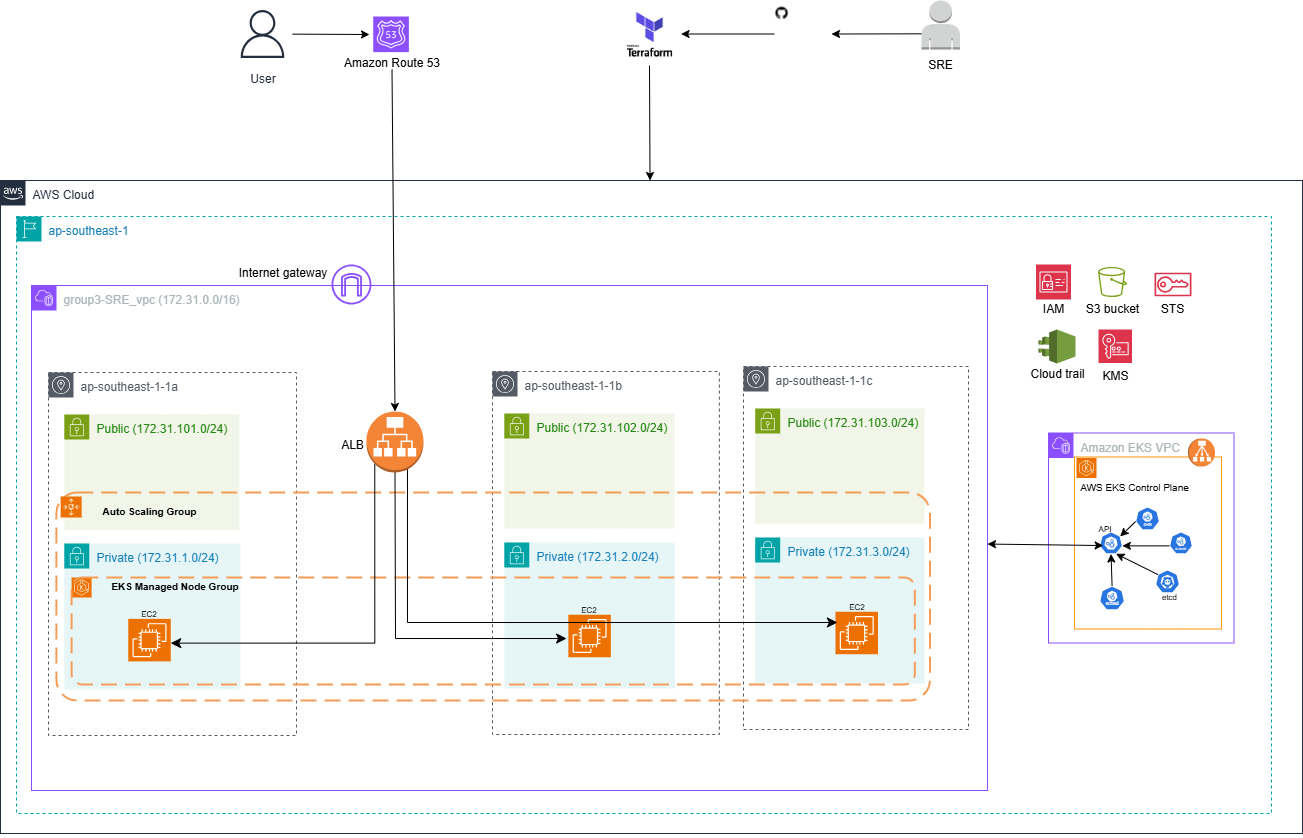 53
User
Amazon Route 53
HashiCorp
Terraform
SRE
aws
AWS Cloud
ap-southeast-1
Internet gateway
group3-SRE_vpc (172.31.0.0/16)
IAM
S3 bucket
STS
Cloud trail
KMS
ap-southeast-1-1a
ap-southeast-1-1b
ap-southeast-1-1c
Public (172.31.101.0/24)
Public (172.31.102.0/24)
Public (172.31.103.0/24)
ALB
Auto Scaling Group
Private (172.31.1.0/24)
Private (172.31.2.0/24)
Private (172.31.3.0/24)
EKS Managed Node Group
EC2
EC2
EC2
Amazon EKS VPC
AWS EKS Control Plane
API
etcd